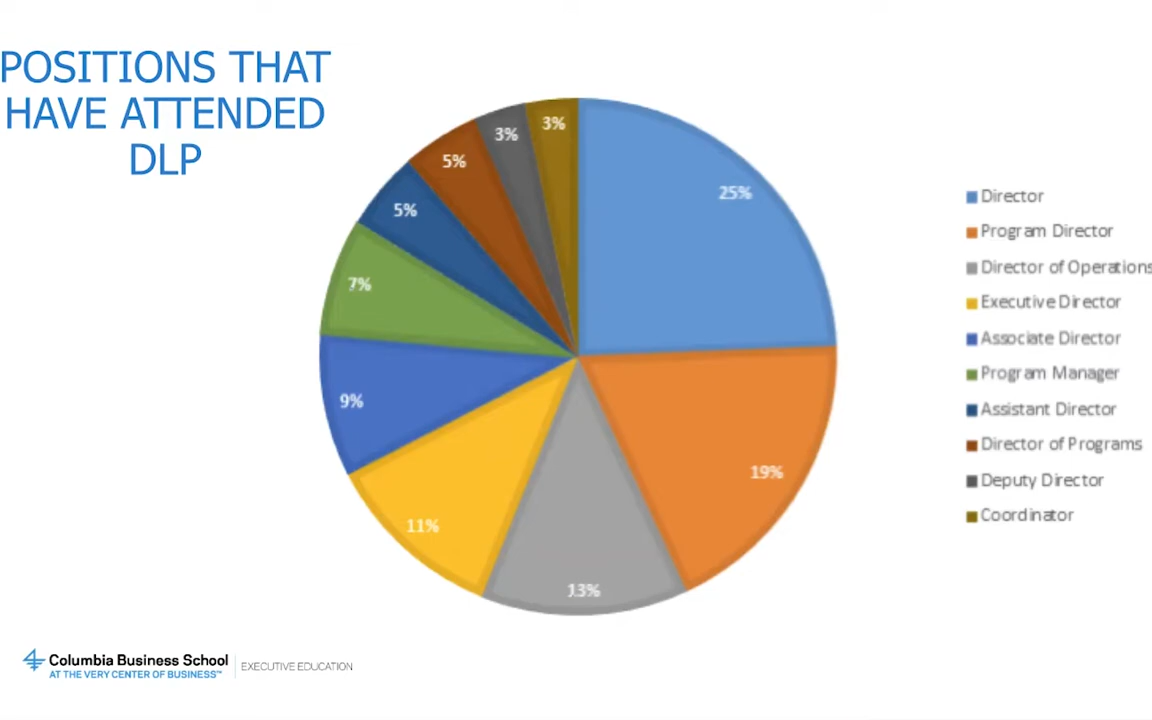 POSITIONS THAT
HAVE ATTENDED
DLP
3%
3%
5%
25%
5%
7%
9%
19%
11%
13%
Director
Program Director
Director of Operations
Executive Director
Associate Director
Program Manager
Assistant Director
Director of Programs
Deputy Director
Coordinator
Columbia Business School
AT THE VERY CENTER OF BUSINESS™
EXECUTIVE EDUCATION